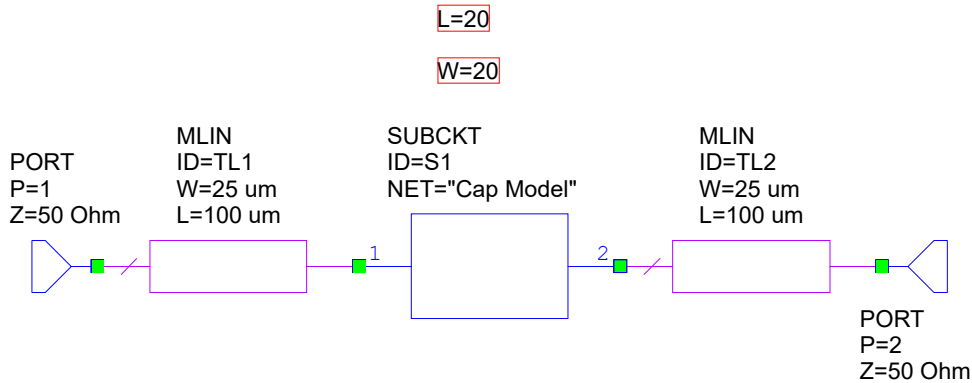 L=20
W=20
PORT
P=1
Z=50 Ohm
MLIN
ID=TL1
W=25 um
L=100 um
SUBCKT
ID=S1
NET="Cap Model"
MLIN
ID=TL2
W=25 um
L=100 um
1
2
PORT
P=2
Z=50 Ohm